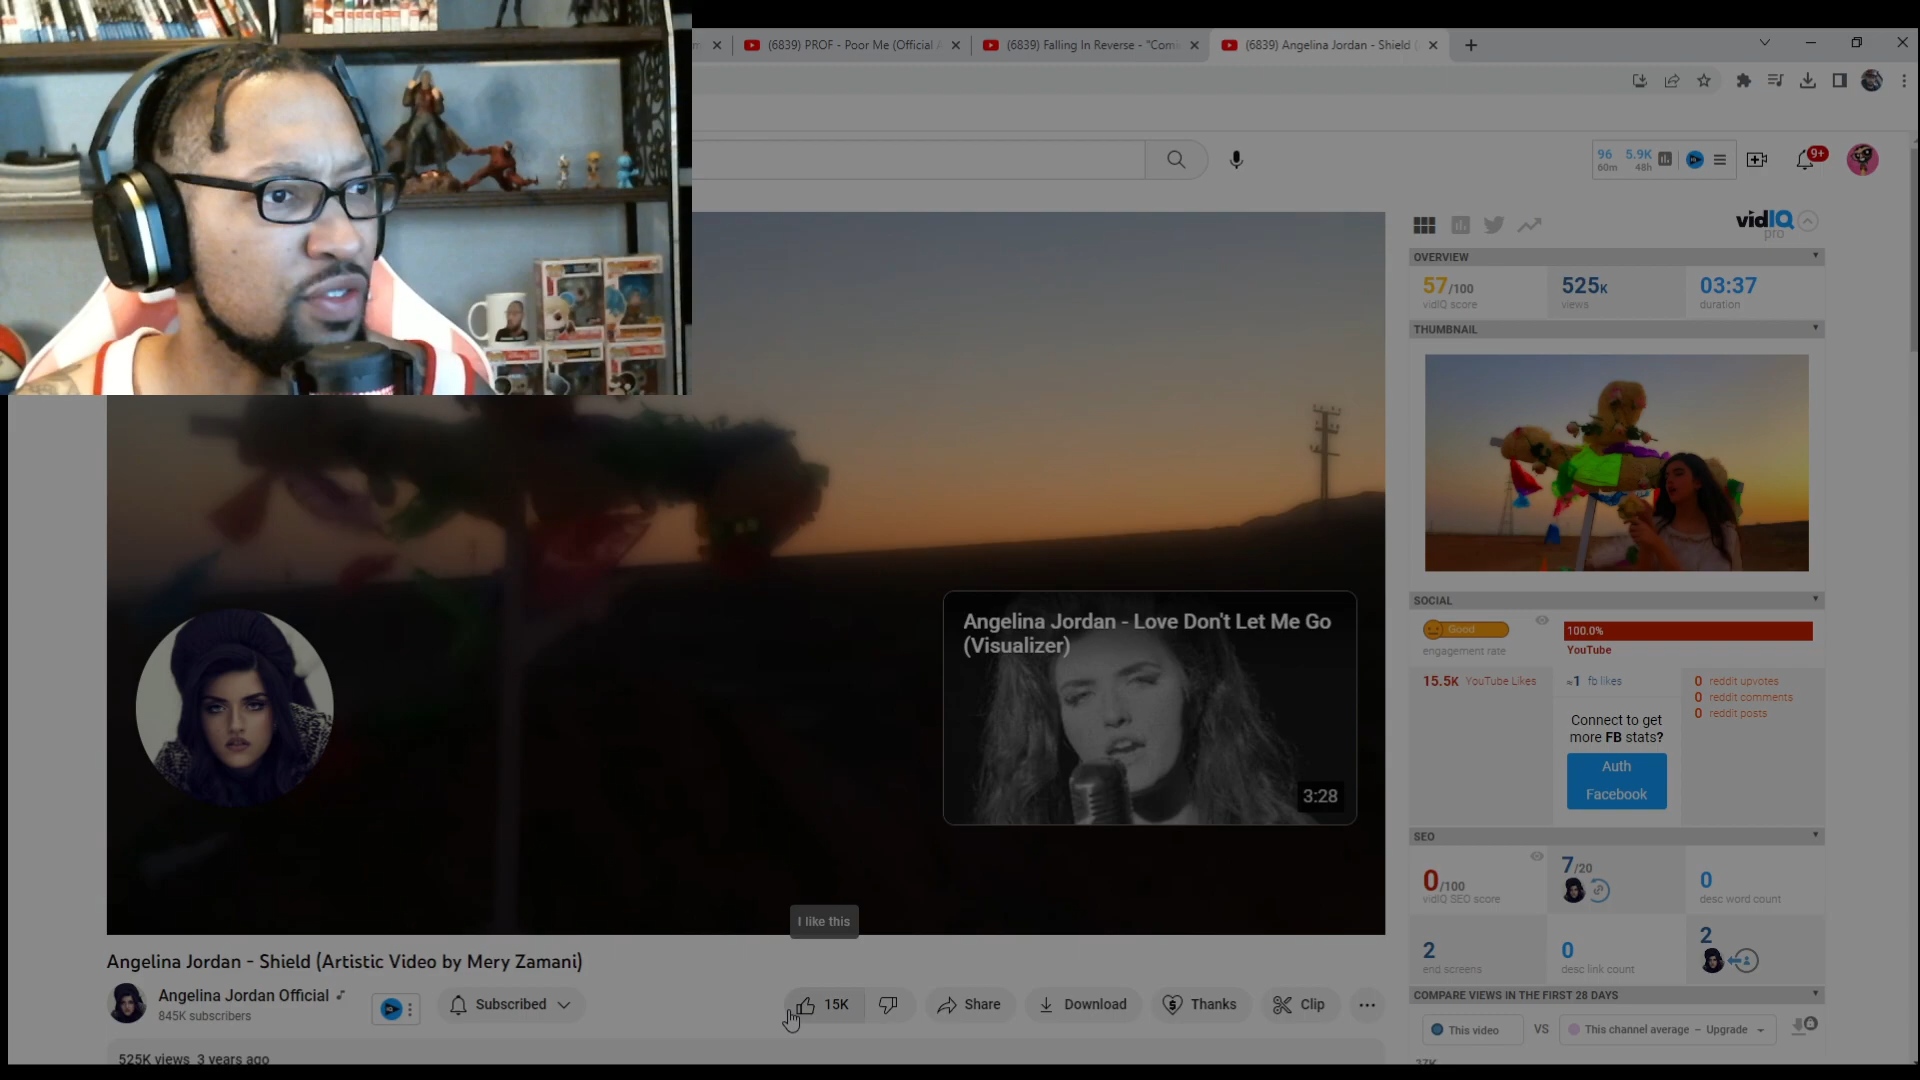 (6839) PROF - Poor Me (Official
(6839) Falling In Reverse - "Comi
(6839) Angelina Jordan - Shield
96
60m
5.9K
48h
9+
vidIQ
pro
OVERVIEW
57/100
vidIQ score
525K
views
03:37
duration
THUMBNAIL
SOCIAL
Good
engagement rate
100.0%
YouTube
15.5K YouTube Likes
≈1 fb likes
0 reddit upvotes
0 reddit comments
0 reddit posts
Connect to get
more FB stats?
Auth
Facebook
SEO
0/100
vidIQ SEO score
7/20
0
desc word count
2
end screens
0
desc link count
2
COMPARE VIEWS IN THE FIRST 28 DAYS
This video VS This channel average – Upgrade
37K
Angelina Jordan - Love Don't Let Me Go
(Visualizer)
3:28
I like this
Angelina Jordan - Shield (Artistic Video by Mery Zamani)
Angelina Jordan Official
845K subscribers
Subscribed
15K
Share
Download
Thanks
Clip
525K views 3 years ago